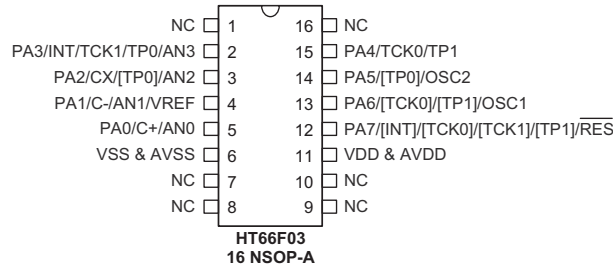 NC 1 16 NC
PA3/INT/TCK1/TP0/AN3 2 15 PA4/TCK0/TP1
PA2/CX/[TP0]/AN2 3 14 PA5/[TP0]/OSC2
PA1/C-/AN1/VREF 4 13 PA6/[TCK0]/[TP1]/OSC1
PA0/C+/AN0 5 12 PA7/[INT]/[TCK0]/[TCK1]/[TP1]/RES
VSS & AVSS 6 11 VDD & AVDD
NC 7 10 NC
NC 8 9 NC
HT66F03
16 NSOP-A